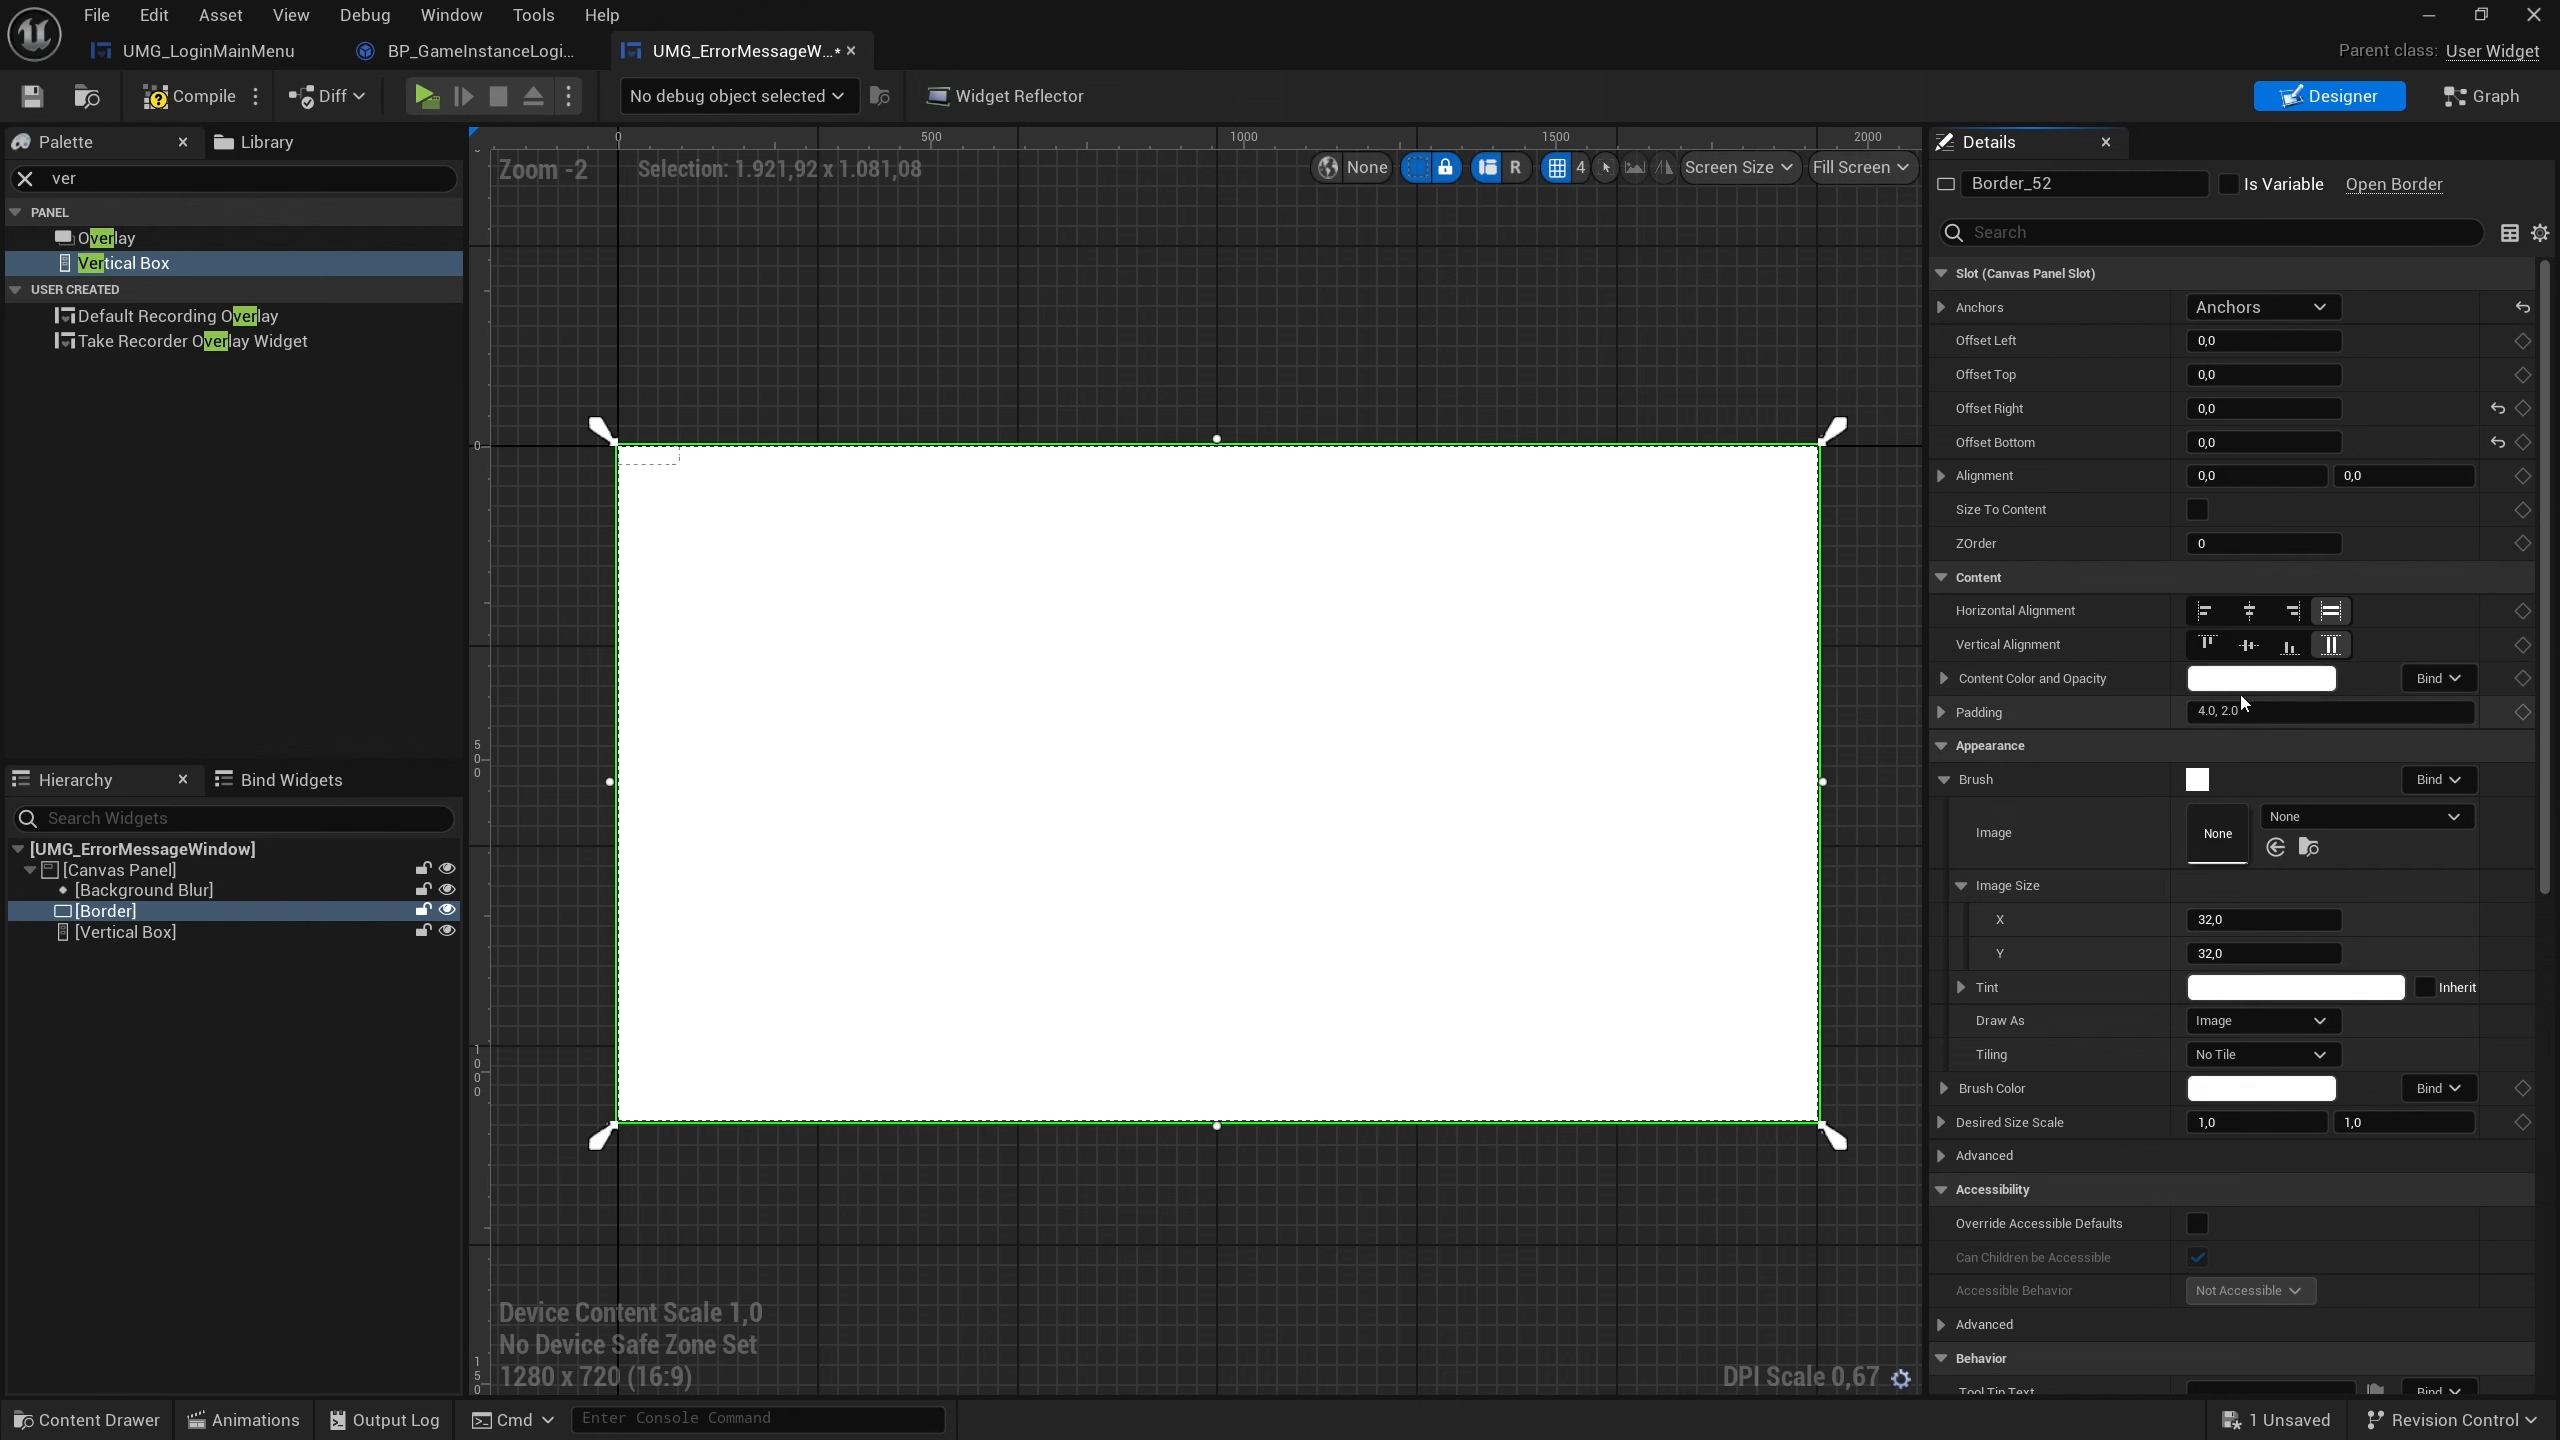 File Edit Asset View Debug Window Tools Help
UMG_LoginMainMenu BP_GameInstanceLogi... UMG_ErrorMessageW...•
Parent class: User Widget
Compile Diff No debug object selected Widget Reflector Designer Graph
Palette Library
ver
PANEL
Overlay
Vertical Box
USER CREATED
Default Recording Overlay
Take Recorder Overlay Widget
Hierarchy Bind Widgets
Search Widgets
[UMG_ErrorMessageWindow]
[Canvas Panel]
[Background Blur]
[Border]
[Vertical Box]
0 500 1000 1500 2000
Zoom -2 Selection: 1.921,92 x 1.081,08 None R 4 Screen Size Fill Screen
0
500
1000
Device Content Scale 1,0
No Device Safe Zone Set
1280 x 720 (16:9)
DPI Scale 0,67
Details
Border_52 Is Variable Open Border
Search
Slot (Canvas Panel Slot)
Anchors Anchors
Offset Left 0,0
Offset Top 0,0
Offset Right 0,0
Offset Bottom 0,0
Alignment 0,0 0,0
Size To Content
ZOrder 0
Content
Horizontal Alignment
Vertical Alignment
Content Color and Opacity Bind
Padding 4.0, 2.0
Appearance
Brush Bind
Image None None
Image Size
X 32,0
Y 32,0
Tint Inherit
Draw As Image
Tiling No Tile
Brush Color Bind
Desired Size Scale 1,0 1,0
Advanced
Accessibility
Override Accessible Defaults
Can Children be Accessible
Accessible Behavior Not Accessible
Advanced
Behavior
Tool Tip Text Bind
Content Drawer Animations Output Log Cmd Enter Console Command 1 Unsaved Revision Control